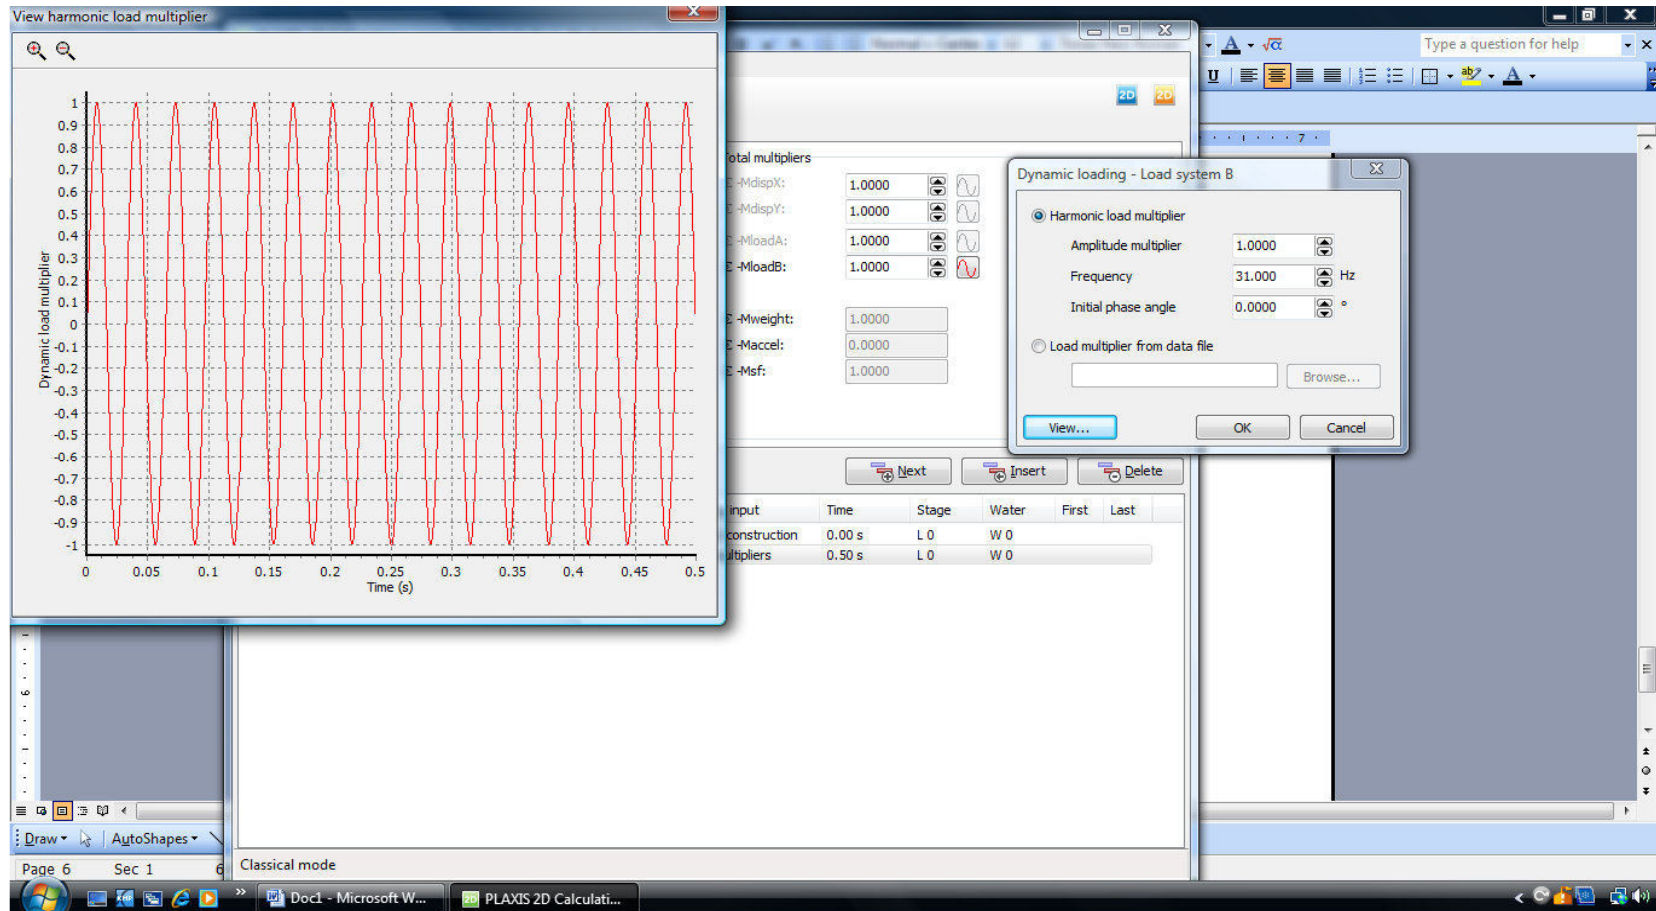 View harmonic load multiplier
1
0.9
0.8
0.7
0.6
0.5
0.4
0.3
0.2
0.1
0
-0.1
-0.2
-0.3
-0.4
-0.5
-0.6
-0.7
-0.8
-0.9
-1
Dynamic load multiplier
0 0.05 0.1 0.15 0.2 0.25 0.3 0.35 0.4 0.45 0.5
Time (s)
Type a question for help
A √α
U A
2D 2D
7
Total multipliers
Σ -MdispX: 1.0000
Σ -MdispY: 1.0000
Σ -MloadA: 1.0000
Σ -MloadB: 1.0000
Σ -Mweight: 1.0000
Σ -Maccel: 0.0000
Σ -Msf: 1.0000
Dynamic loading - Load system B
Harmonic load multiplier
Amplitude multiplier 1.0000
Frequency 31.000 Hz
Initial phase angle 0.0000 °
Load multiplier from data file
Browse...
View... OK Cancel
Next Insert Delete
input Time Stage Water First Last
construction 0.00 s L 0 W 0
ultipliers 0.50 s L 0 W 0
Draw AutoShapes
Page 6 Sec 1 6
Classical mode
Doc1 - Microsoft W... PLAXIS 2D Calculati...